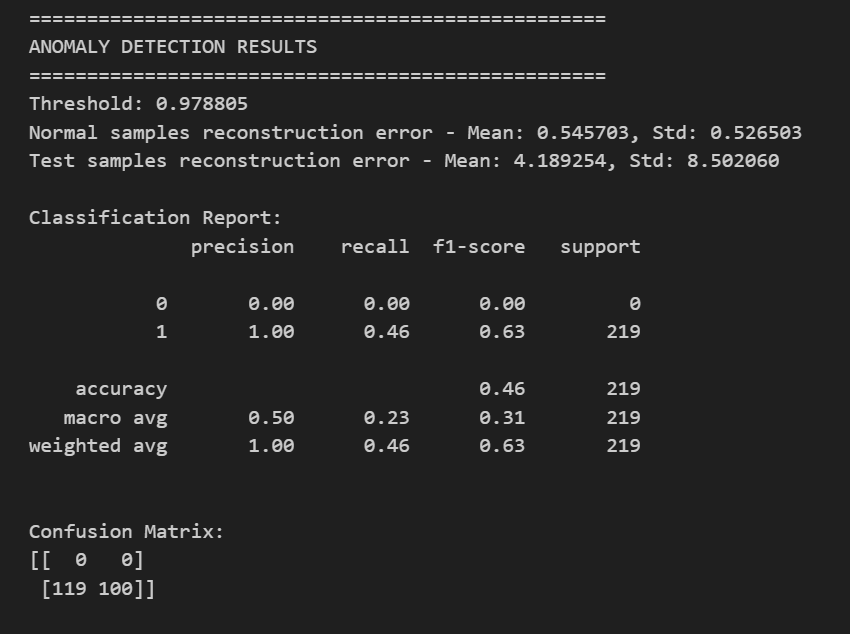 ==================================================
ANOMALY DETECTION RESULTS
==================================================
Threshold: 0.978805
Normal samples reconstruction error - Mean: 0.545703, Std: 0.526503
Test samples reconstruction error - Mean: 4.189254, Std: 8.502060
Classification Report:
              precision    recall  f1-score   support
           0       0.00      0.00      0.00         0
           1       1.00      0.46      0.63       219
    accuracy                           0.46       219
   macro avg       0.50      0.23      0.31       219
weighted avg       1.00      0.46      0.63       219
Confusion Matrix:
[[  0   0]
 [119 100]]